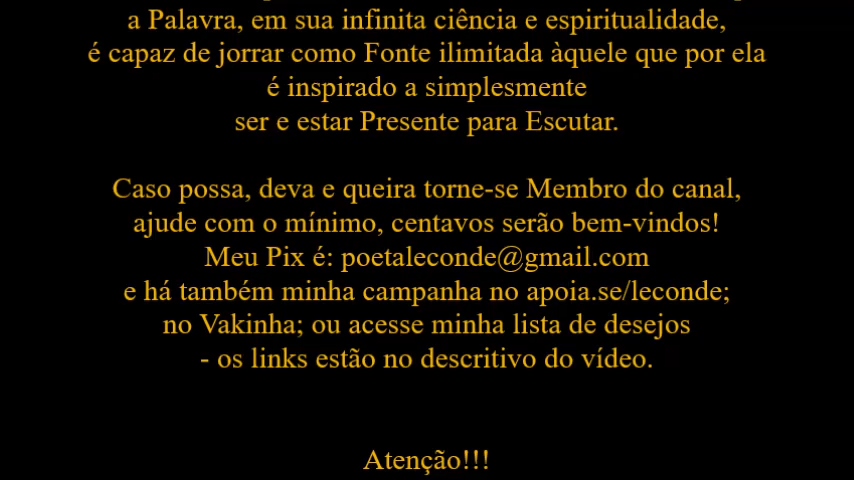 a Palavra, em sua infinita ciência e espiritualidade,
é capaz de jorrar como Fonte ilimitada àquele que por ela
é inspirado a simplesmente
ser e estar Presente para Escutar.
Caso possa, deva e queira torne-se Membro do canal,
ajude com o mínimo, centavos serão bem-vindos!
Meu Pix é: poetaleconde@gmail.com
e há também minha campanha no apoia.se/leconde;
no Vakinha; ou acesse minha lista de desejos
- os links estão no descritivo do vídeo.
Atenção!!!